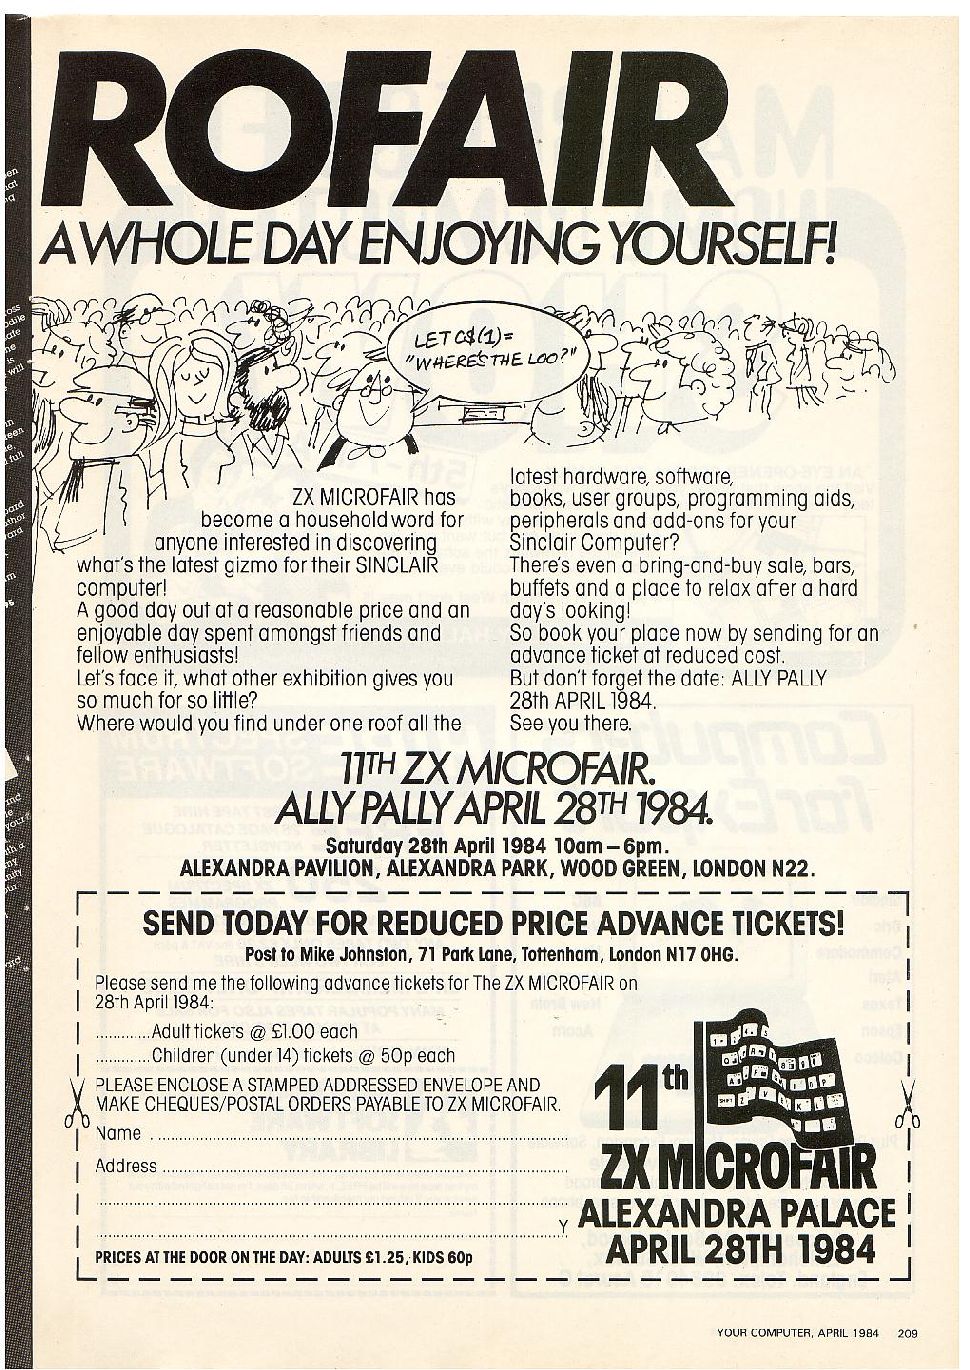 ROFAIR
A WHOLE DAY ENJOYING YOURSELF!
LET C$(1)=
"WHERE'S THE LOO?"
ZX MICROFAIR has
become a household word for
anyone interested in discovering
what's the latest gizmo for their SINCLAIR
computer!
A good day out at a reasonable price and an
enjoyable day spent amongst friends and
fellow enthusiasts!
Let's face it, what other exhibition gives you
so much for so little?
Where would you find under one roof all the
latest hardware, software,
books, user groups, programming aids,
peripherals and add-ons for your
Sinclair Computer?
There's even a bring-and-buy sale, bars,
buffets and a place to relax after a hard
day's looking!
So book your place now by sending for an
advance ticket at reduced cost.
But don't forget the date: ALLY PALLY
28th APRIL 1984.
See you there.
11TH ZX MICROFAIR.
ALLY PALLY APRIL 28TH 1984.
Saturday 28th April 1984 10am – 6pm.
ALEXANDRA PAVILION, ALEXANDRA PARK, WOOD GREEN, LONDON N22.
SEND TODAY FOR REDUCED PRICE ADVANCE TICKETS!
Post to Mike Johnston, 71 Park Lane, Tottenham, London N17 0HG.
Please send me the following advance tickets for The ZX MICROFAIR on
28th April 1984:
............Adult tickets @ £1.00 each
............Children (under 14) tickets @ 50p each
PLEASE ENCLOSE A STAMPED ADDRESSED ENVELOPE AND
MAKE CHEQUES/POSTAL ORDERS PAYABLE TO ZX MICROFAIR.
Name
Address
Y
PRICES AT THE DOOR ON THE DAY: ADULTS £1.25, KIDS 60p
11th
ZX MICROFAIR
ALEXANDRA PALACE
APRIL 28TH 1984
YOUR COMPUTER, APRIL 1984 209